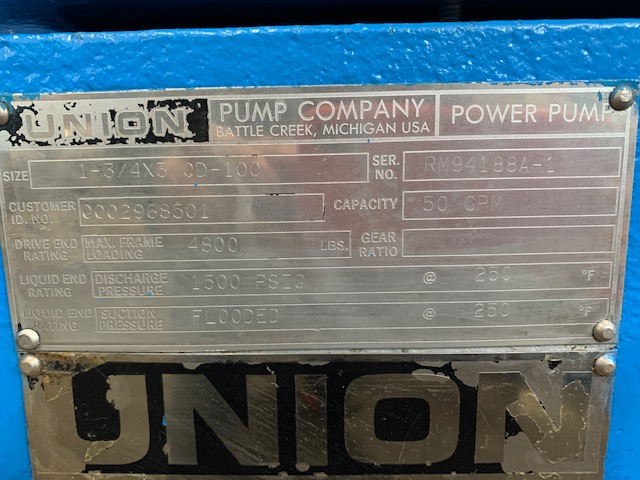 UNION PUMP COMPANY POWER PUMP
BATTLE CREEK, MICHIGAN USA
SIZE 1-3/4X3 CD-100 SER. NO. RM94188A-1
CUSTOMER ID. NO. 0002968501 CAPACITY 50 GPM
DRIVE END RATING MAX. FRAME LOADING 4800 LBS. GEAR RATIO
LIQUID END RATING DISCHARGE PRESSURE 1300 PSIG @ 250 °F
LIQUID END RATING SUCTION PRESSURE FLOODED @ 250 °F
UNION